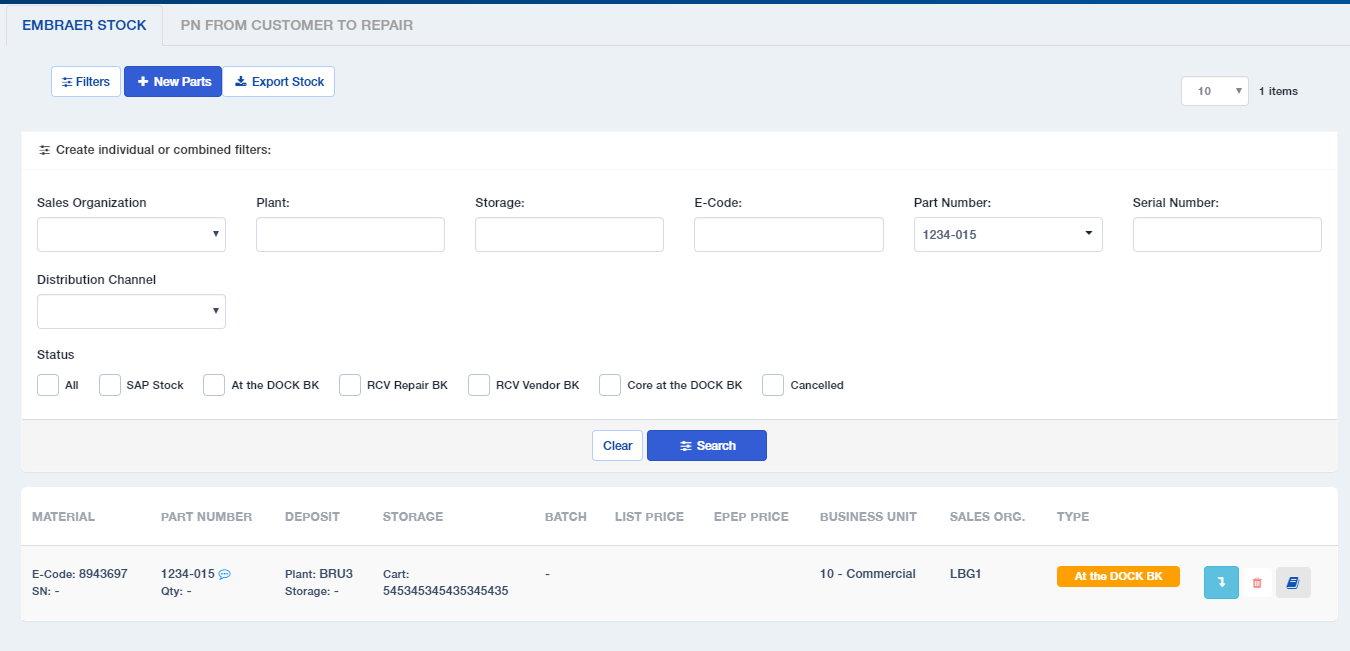 EMBRAER STOCK PN FROM CUSTOMER TO REPAIR
Filters New Parts Export Stock
10 1 items
Create individual or combined filters:
Sales Organization Plant: Storage: E-Code: Part Number: Serial Number:
1234-015
Distribution Channel
Status
All SAP Stock At the DOCK BK RCV Repair BK RCV Vendor BK Core at the DOCK BK Cancelled
Clear Search
MATERIAL PART NUMBER DEPOSIT STORAGE BATCH LIST PRICE EPEP PRICE BUSINESS UNIT SALES ORG. TYPE
E-Code: 8943697 1234-015 Plant: BRU3 Cart: - 10 - Commercial LBG1 At the DOCK BK
SN: - Qty: - Storage: - 545345345435345435